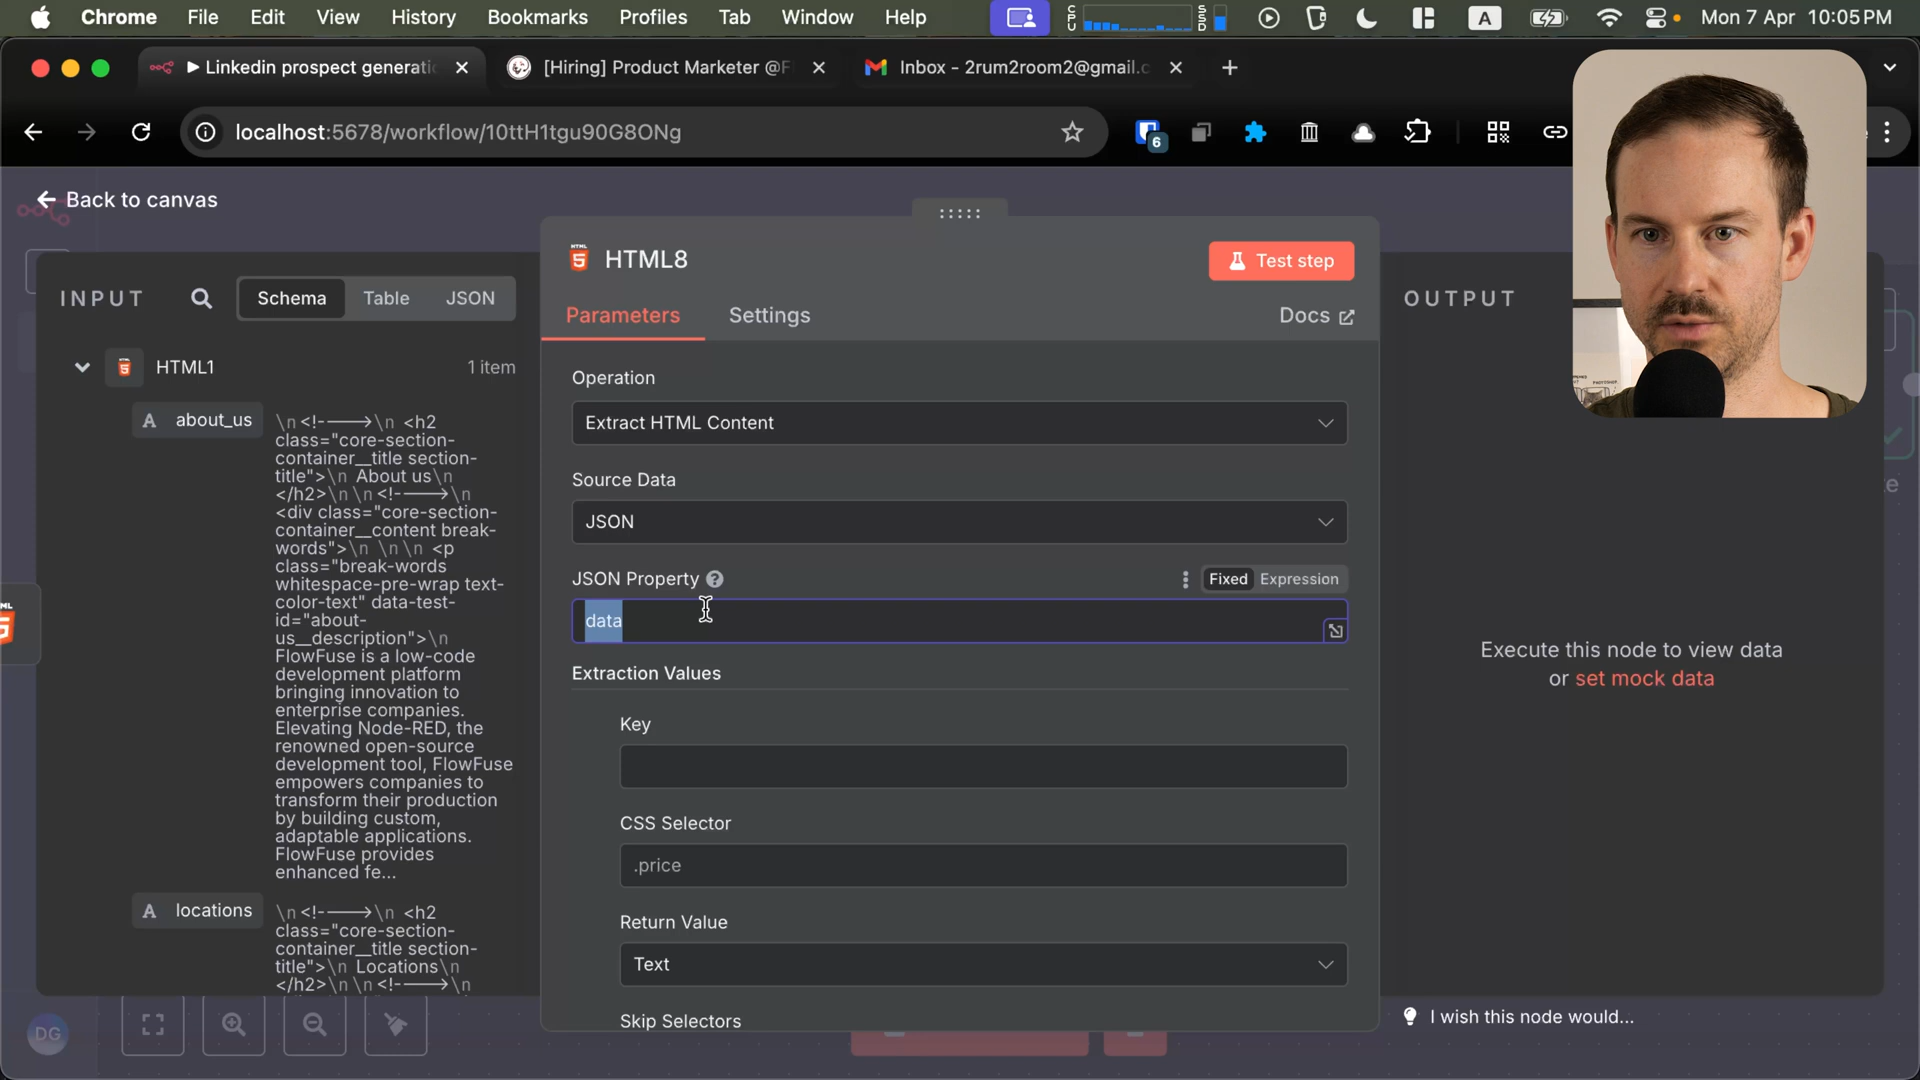 Chrome File Edit View History Bookmarks Profiles Tab Window Help CPU SSD A Mon 7 Apr 10:05 PM
Linkedin prospect generati [Hiring] Product Marketer @F Inbox - 2rum2room2@gmail.c
localhost:5678/workflow/10ttH1tgu90G8ONg 6
Back to canvas
HTML8 Test step
INPUT Schema Table JSON
Parameters Settings Docs
OUTPUT
HTML1 1 item
about_us
\n <!---->\n <h2
class="core-section-
container__title section-
title">\n About us\n
</h2>\n \n <!---->\n
<div class="core-section-
container__content break-
words">\n \n\n <p
class="break-words
whitespace-pre-wrap text-
color-text" data-test-
id="about-
us__description">\n
FlowFuse is a low-code
development platform
bringing innovation to
enterprise companies.
Elevating Node-RED, the
renowned open-source
development tool, FlowFuse
empowers companies to
transform their production
by building custom,
adaptable applications.
FlowFuse provides
enhanced fe...
locations
\n <!---->\n <h2
class="core-section-
container__title section-
title">\n Locations\n
</h2>\n \n <!---->\n
Operation
Extract HTML Content
Source Data
JSON
JSON Property Fixed Expression
data
Extraction Values
Key
CSS Selector
.price
Return Value
Text
Skip Selectors
Execute this node to view data
or set mock data
I wish this node would...
DG